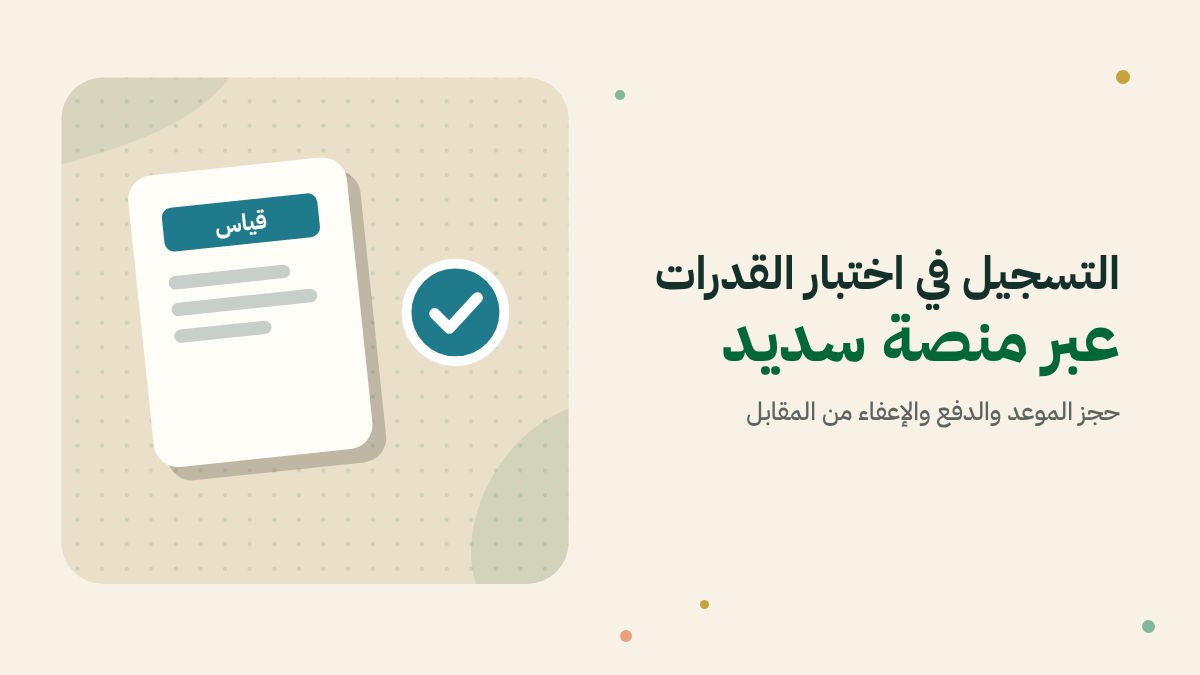 التسجيل في اختبار القدرات
عبر منصة سديد
حجز الموعد والدفع والإعفاء من المقابل
قياس